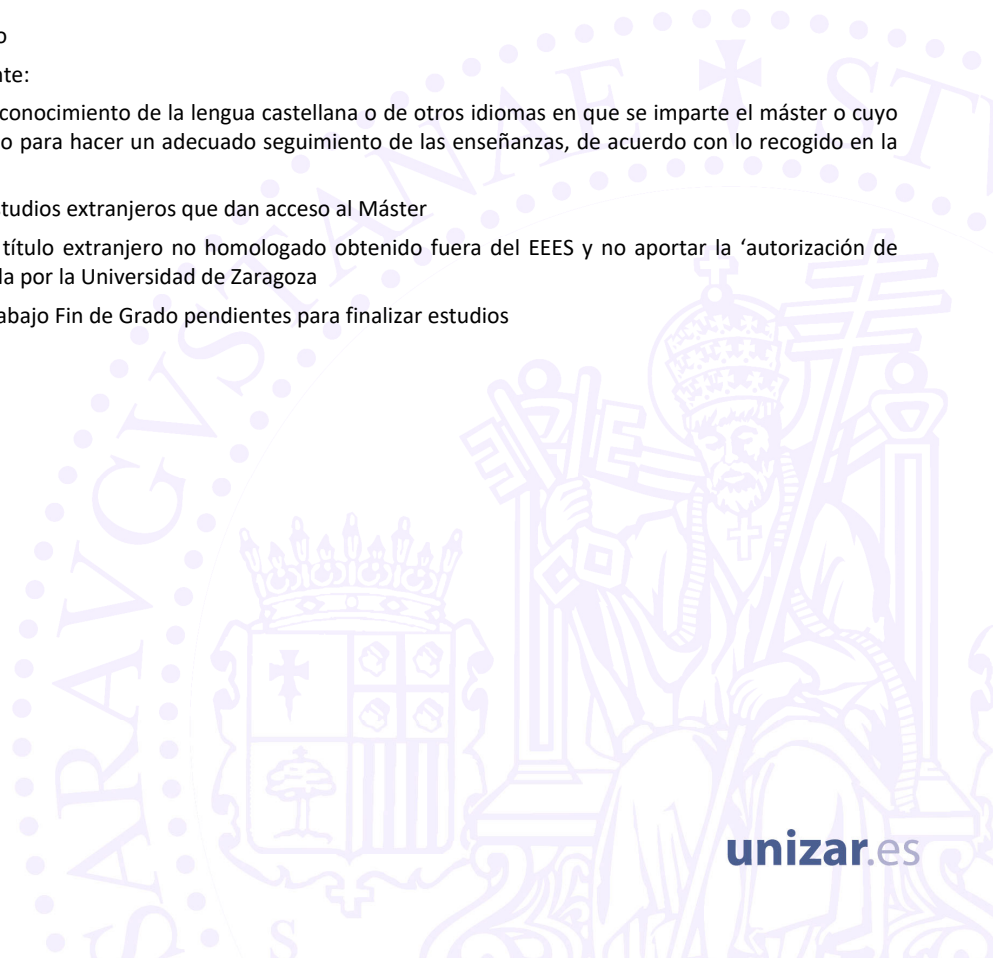 o
nte:
conocimiento de la lengua castellana o de otros idiomas en que se imparte el máster o cuyo
o para hacer un adecuado seguimiento de las enseñanzas, de acuerdo con lo recogido en la
studios extranjeros que dan acceso al Máster
título extranjero no homologado obtenido fuera del EEES y no aportar la ‘autorización de
da por la Universidad de Zaragoza
abajo Fin de Grado pendientes para finalizar estudios
SARAVGVSTANAE ST
S
unizar.es